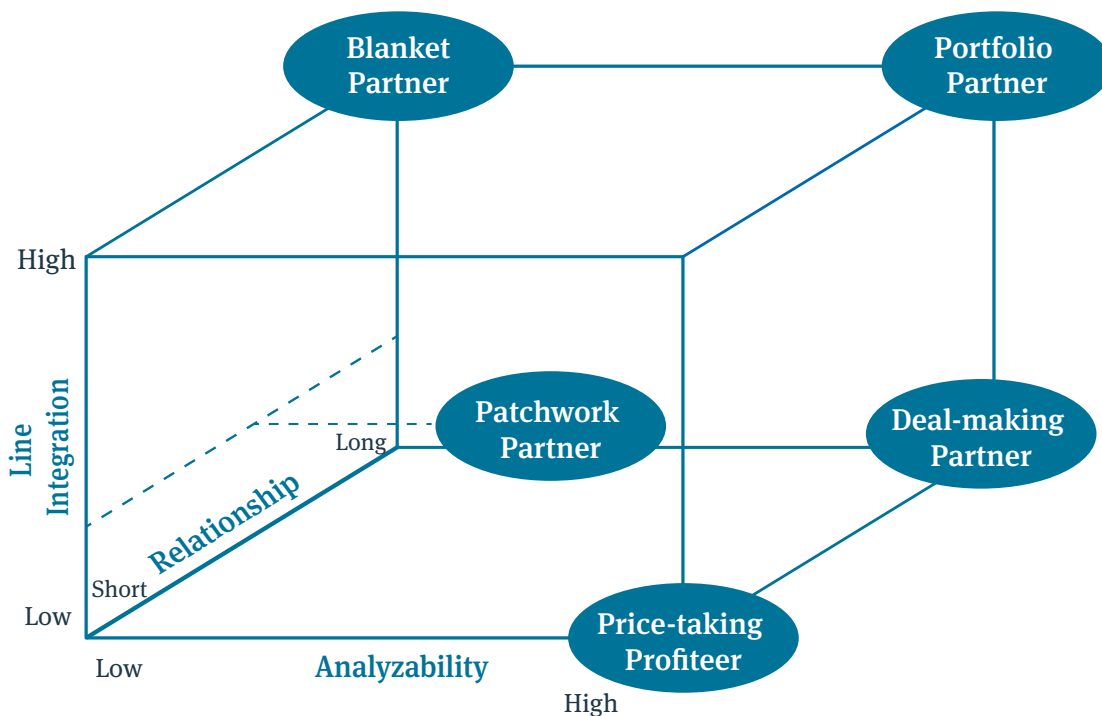 Blanket
Partner
Portfolio
Partner
High
Line
Integration
Patchwork
Partner
Long
Deal-making
Partner
Relationship
Short
Low
Price-taking
Profiteer
Low
Analyzability
High